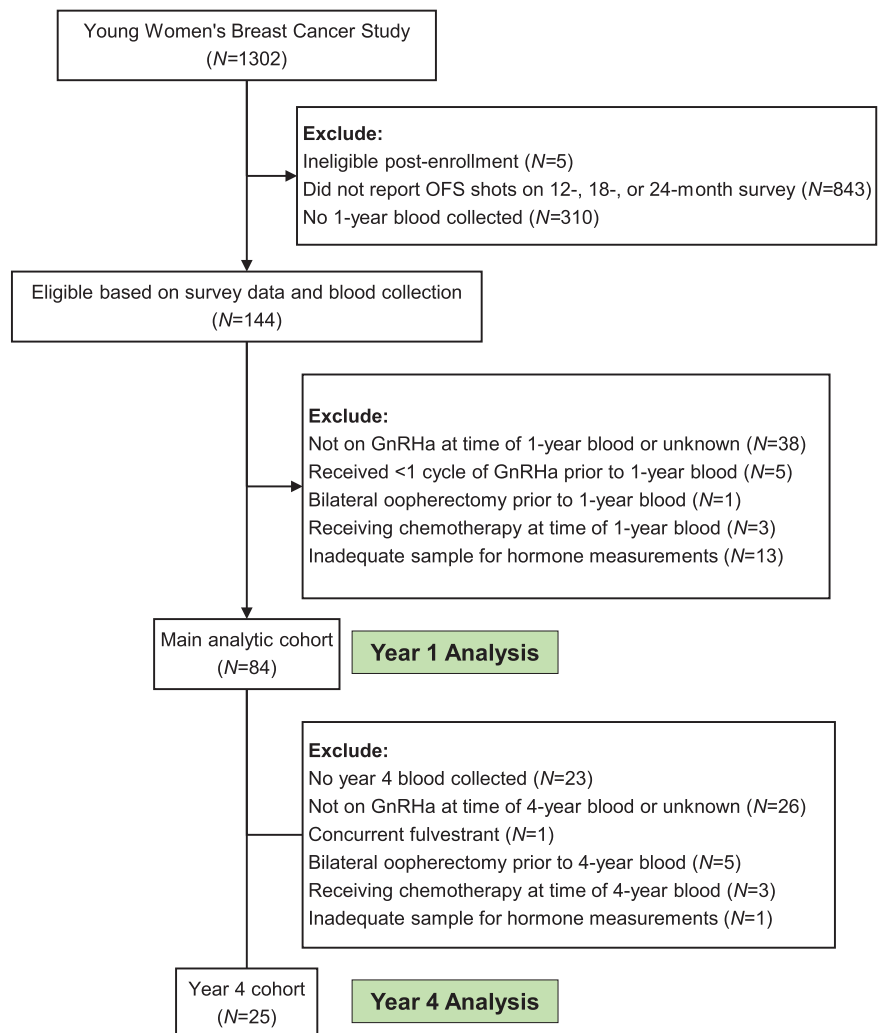 Young Women's Breast Cancer Study
(N=1302)
Exclude:
Ineligible post-enrollment (N=5)
Did not report OFS shots on 12-, 18-, or 24-month survey (N=843)
No 1-year blood collected (N=310)
Eligible based on survey data and blood collection
(N=144)
Exclude:
Not on GnRHa at time of 1-year blood or unknown (N=38)
Received <1 cycle of GnRHa prior to 1-year blood (N=5)
Bilateral oopherectomy prior to 1-year blood (N=1)
Receiving chemotherapy at time of 1-year blood (N=3)
Inadequate sample for hormone measurements (N=13)
Main analytic cohort
(N=84)
Year 1 Analysis
Exclude:
No year 4 blood collected (N=23)
Not on GnRHa at time of 4-year blood or unknown (N=26)
Concurrent fulvestrant (N=1)
Bilateral oopherectomy prior to 4-year blood (N=5)
Receiving chemotherapy at time of 4-year blood (N=3)
Inadequate sample for hormone measurements (N=1)
Year 4 cohort
(N=25)
Year 4 Analysis